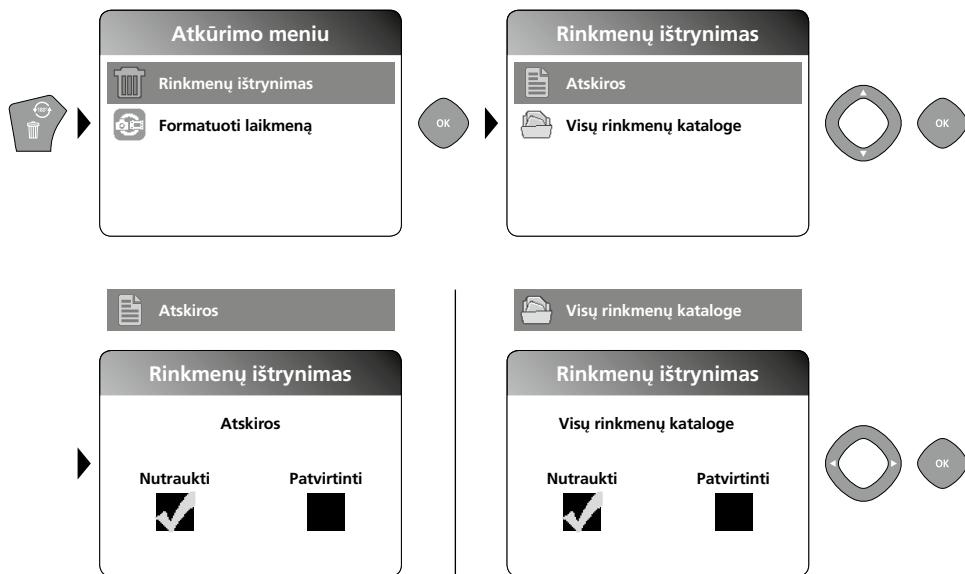 Atkūrimo meniu
Rinkmenų ištrynimas
Formatuoti laikmeną
180°
OK
Rinkmenų ištrynimas
Atskiros
Visų rinkmenų kataloge
OK
Atskiros
Rinkmenų ištrynimas
Atskiros
Nutraukti Patvirtinti
Visų rinkmenų kataloge
Rinkmenų ištrynimas
Visų rinkmenų kataloge
Nutraukti Patvirtinti
OK